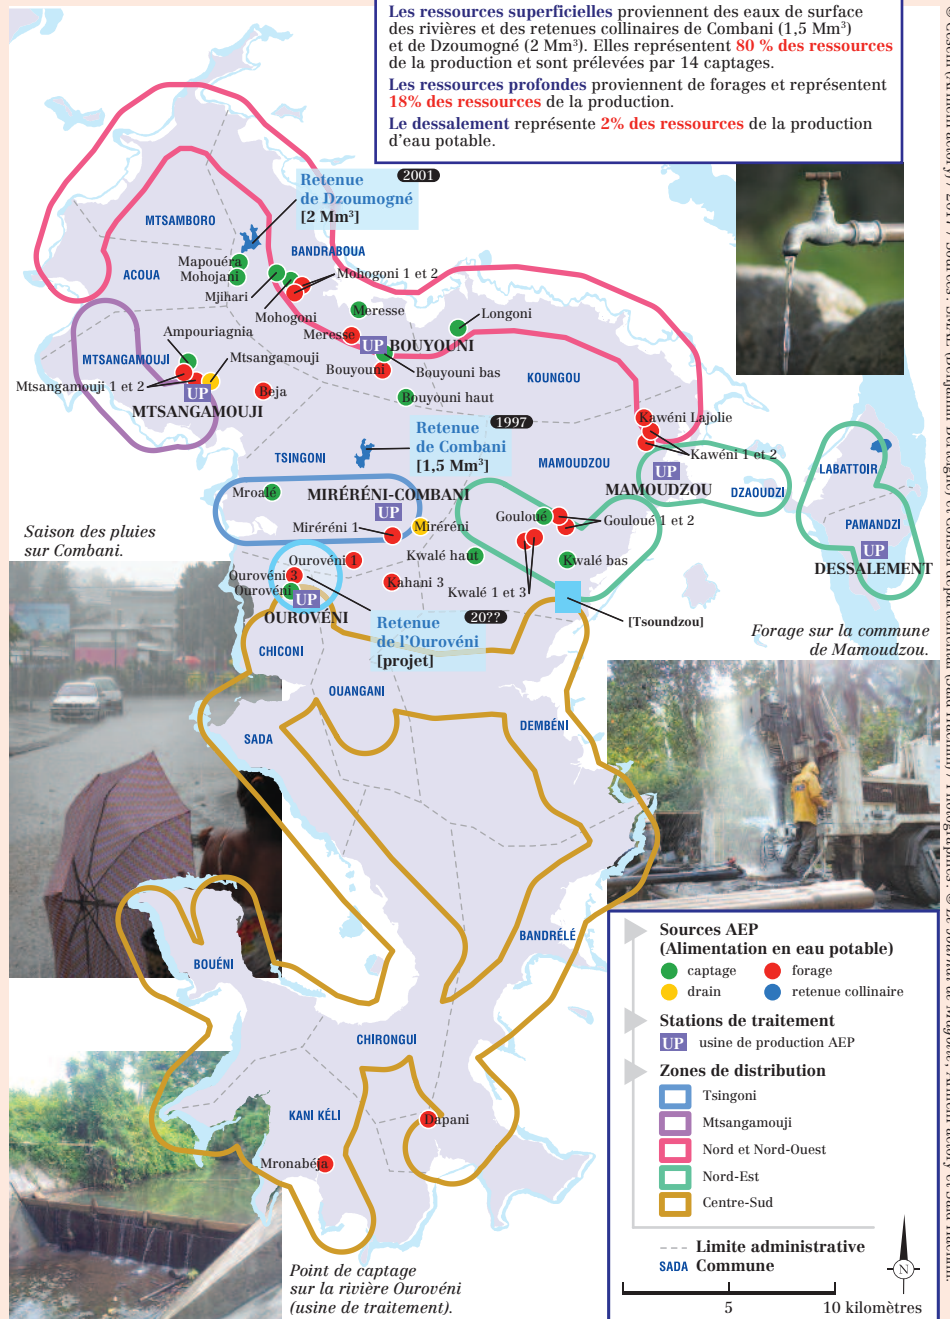 Les ressources superficielles proviennent des eaux de surface
des rivières et des retenues collinaires de Combani (1,5 Mm³)
et de Dzoumogné (2 Mm³). Elles représentent 80 % des ressources
de la production et sont prélevées par 14 captages.
Les ressources profondes proviennent de forages et représentent
18% des ressources de la production.
Le dessalement représente 2% des ressources de la production
d'eau potable.
2001
Retenue
de Dzoumogné
[2 Mm³]
MTSAMBORO
BANDRABOUA
ACOUA
Mapouéra
Mohojani
Mjihari
Mohogoni 1 et 2
Mohogoni
Meresse
Longoni
Ampouriagnia
Meresse
UP BOUYOUNI
MTSANGAMOUJI
Mtsangamouji
Bouyouni
Bouyouni bas
KOUNGOU
Mtsangamouji 1 et 2
UP
MTSANGAMOUJI
Beja
Bouyouni haut
1997
Retenue
de Combani
[1,5 Mm³]
Kawéni Lajolie
Kawéni 1 et 2
TSINGONI
MAMOUDZOU
UP
MAMOUDZOU
DZAOUDZI
LABATTOIR
Mroalé
MIRÉRÉNI-COMBANI
UP
Miréréni 1
Miréréni
Gouloué
Gouloué 1 et 2
PAMANDZI
UP
DESSALEMENT
Saison des pluies
sur Combani.
Ourovéni 1
Kwalé haut
Kwalé bas
Ourovéni 3
Ourovéni
UP
OUROVÉNI
Kahani 3
Kwalé 1 et 3
20??
Retenue
de l'Ourovéni
[projet]
[Tsoundzou]
Forage sur la commune
de Mamoudzou.
CHICONI
OUANGANI
SADA
DEMBÉNI
BANDRÉLÉ
BOUÉNI
CHIRONGUI
KANI KÉLI
Dapani
Mronabéja
Point de captage
sur la rivière Ourovéni
(usine de traitement).
Sources AEP
(Alimentation en eau potable)
captage
forage
drain
retenue collinaire
Stations de traitement
UP usine de production AEP
Zones de distribution
Tsingoni
Mtsangamouji
Nord et Nord-Ouest
Nord-Est
Centre-Sud
Limite administrative
SADA Commune
N
5
10 kilomètres